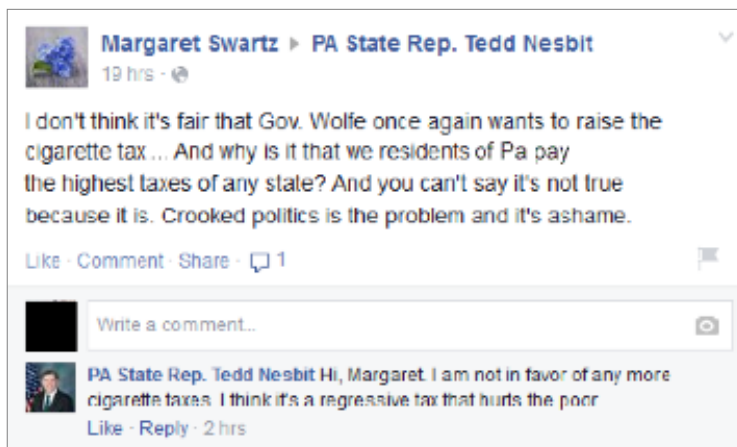 Margaret Swartz ▸ PA State Rep. Tedd Nesbit
19 hrs ·
I don't think it's fair that Gov. Wolfe once again wants to raise the
cigarette tax ... And why is it that we residents of Pa pay
the highest taxes of any state? And you can't say it's not true
because it is. Crooked politics is the problem and it's ashame.
Like · Comment · Share · 1
Write a comment...
PA State Rep. Tedd Nesbit Hi, Margaret. I am not in favor of any more
cigarette taxes. I think it's a regressive tax that hurts the poor
Like · Reply · 2 hrs